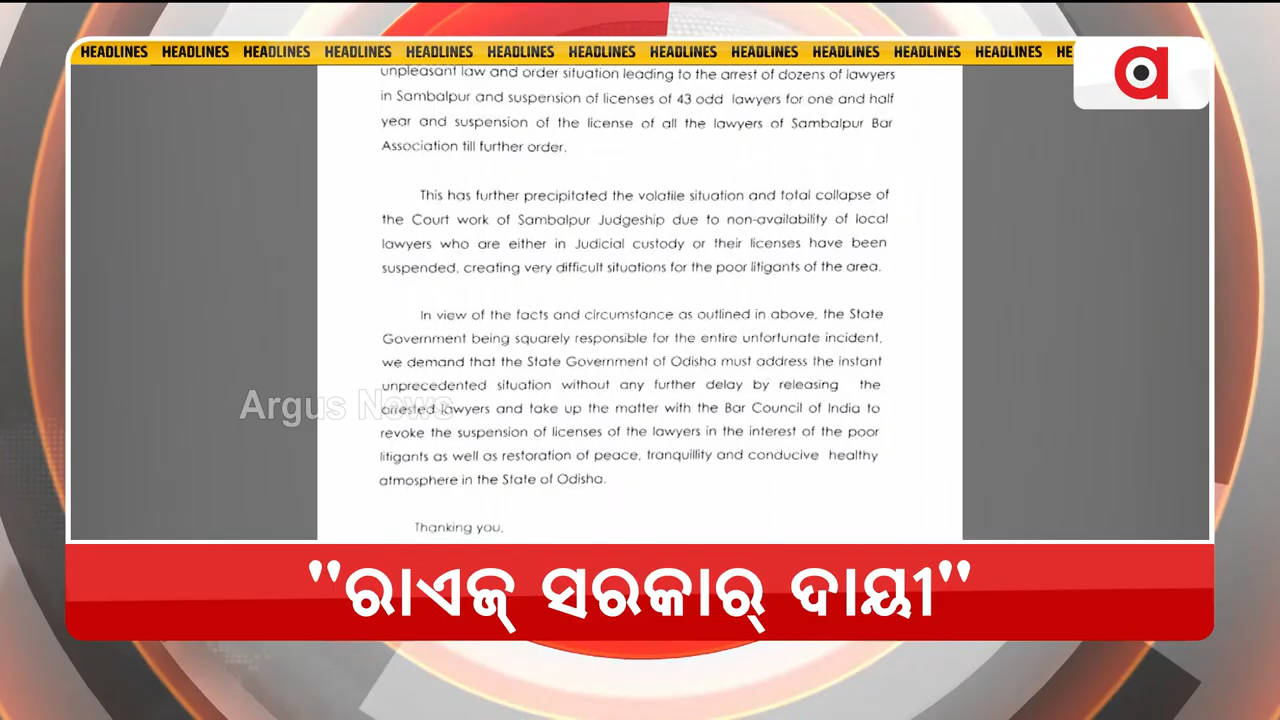 HEADLINES HEADLINES HEADLINES HEADLINES HEADLINES HEADLINES HEADLINES HEADLINES HEADLINES HEADLINES HEADLINES HEADLINES HE
a
unpleasant law and order situation leading to the arrest of dozens of lawyers
in Sambalpur and suspension of licenses of 43 odd lawyers for one and half
year and suspension of the license of all the lawyers of Sambalpur Bar
Association till further order.
This has further precipitated the volatile situation and total collapse of
the Court work of Sambalpur Judgeship due to non-availability of local
lawyers who are either in Judicial custody or their licenses have been
suspended, creating very difficult situations for the poor litigants of the area.
In view of the facts and circumstance as outlined in above, the State
Government being squarely responsible for the entire unfortunate incident,
we demand that the State Government of Odisha must address the instant
unprecedented situation without any further delay by releasing the
arrested lawyers and take up the matter with the Bar Council of India to
Argus News
revoke the suspension of licenses of the lawyers in the interest of the poor
litigants as well as restoration of peace, tranquillity and conducive healthy
atmosphere in the State of Odisha.
Thanking you,
"ରାଏଜ୍ ସରକାର୍ ଦାୟୀ"